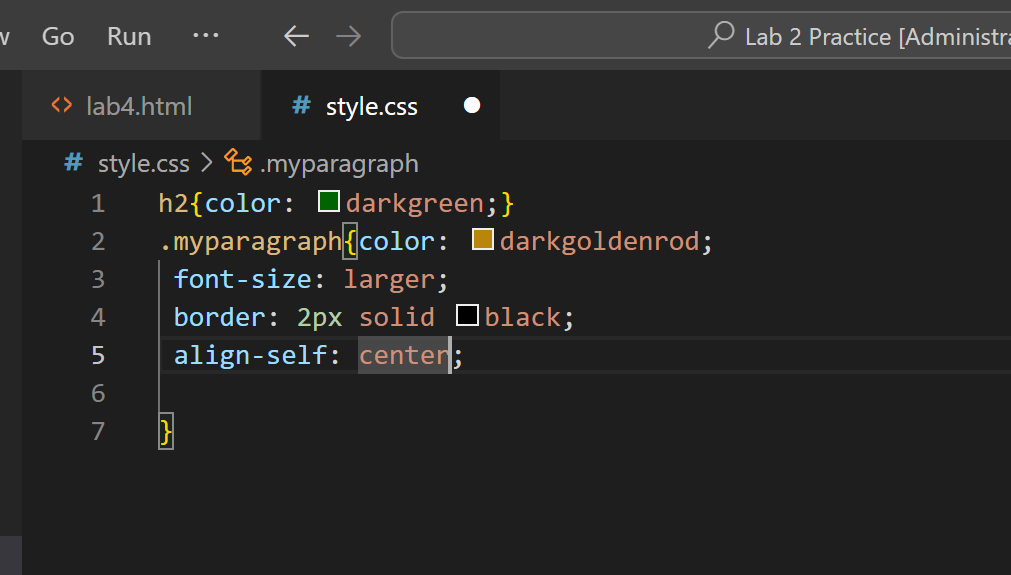 Go Run ··· ← → Lab 2 Practice [Administra
<> lab4.html # style.css ●
# style.css > .myparagraph
1 h2{color: darkgreen;}
2 .myparagraph{color: darkgoldenrod;
3 font-size: larger;
4 border: 2px solid black;
5 align-self: center;
6
7 }